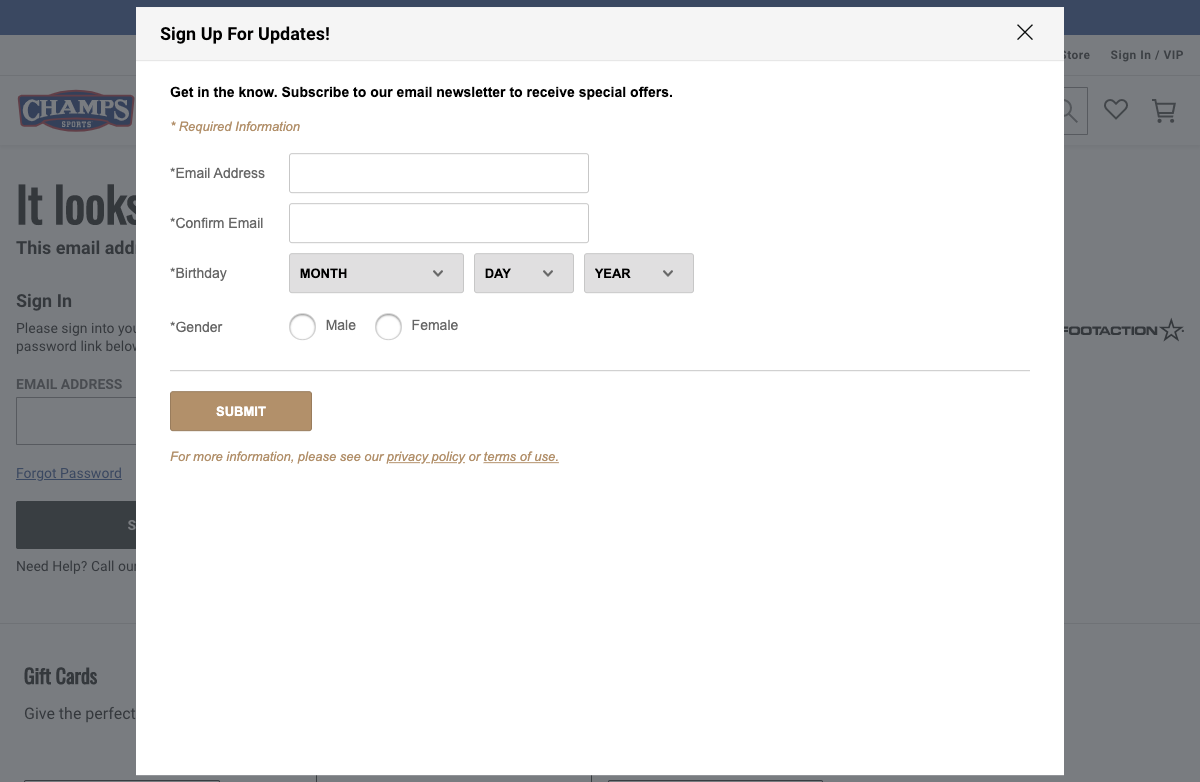 Sign Up For Updates!
Store
Sign In / VIP
CHAMPS
SPORTS
Get in the know. Subscribe to our email newsletter to receive special offers.
* Required Information
*Email Address
*Confirm Email
*Birthday
MONTH
DAY
YEAR
*Gender
Male
Female
SUBMIT
For more information, please see our privacy policy or terms of use.
It looks
This email add
Sign In
Please sign into you
password link below
EMAIL ADDRESS
Forgot Password
S
Need Help? Call our
FOOTACTION
Gift Cards
Give the perfect